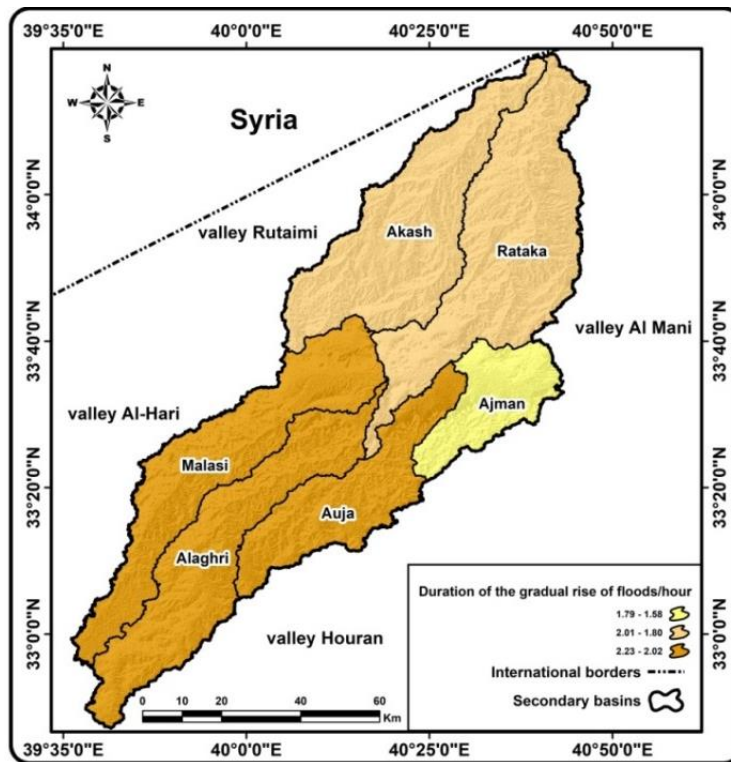 39°35'0"E 40°0'0"E 40°25'0"E 40°50'0"E
N
W E
S
Syria
34°0'0"N
34°0'0"N
valley Rutaimi
Akash
Rataka
valley Al Mani
33°40'0"N
33°40'0"N
valley Al-Hari
Ajman
Malasi
33°20'0"N
33°20'0"N
Auja
Alaghri
33°0'0"N
33°0'0"N
valley Houran
Duration of the gradual rise of floods/hour
1.79 - 1.58
2.01 - 1.80
2.23 - 2.02
International borders
Secondary basins
0 10 20 40 60
Km
39°35'0"E 40°0'0"E 40°25'0"E 40°50'0"E